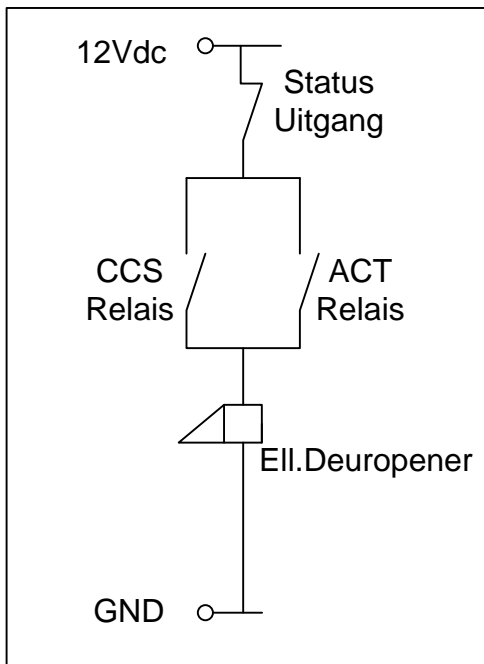 12Vdc
Status
Uitgang
CCS
Relais
ACT
Relais
Ell.Deuropener
GND